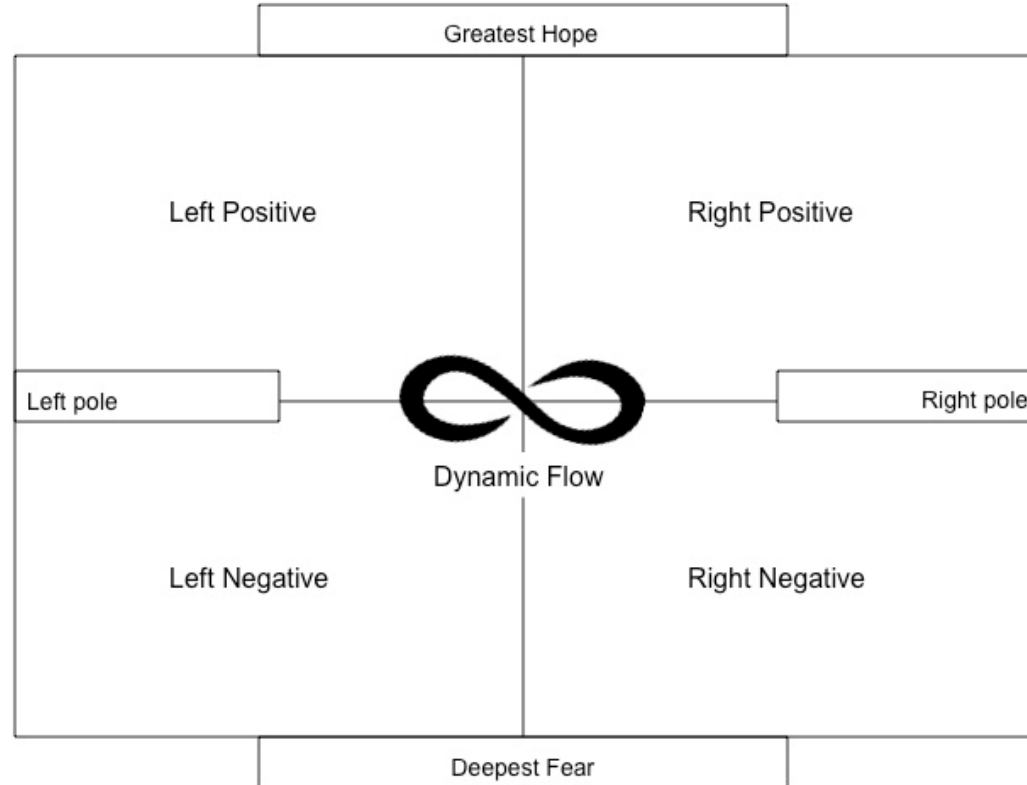 Greatest Hope
Left Positive
Right Positive
Left pole
Right pole
Dynamic Flow
Left Negative
Right Negative
Deepest Fear